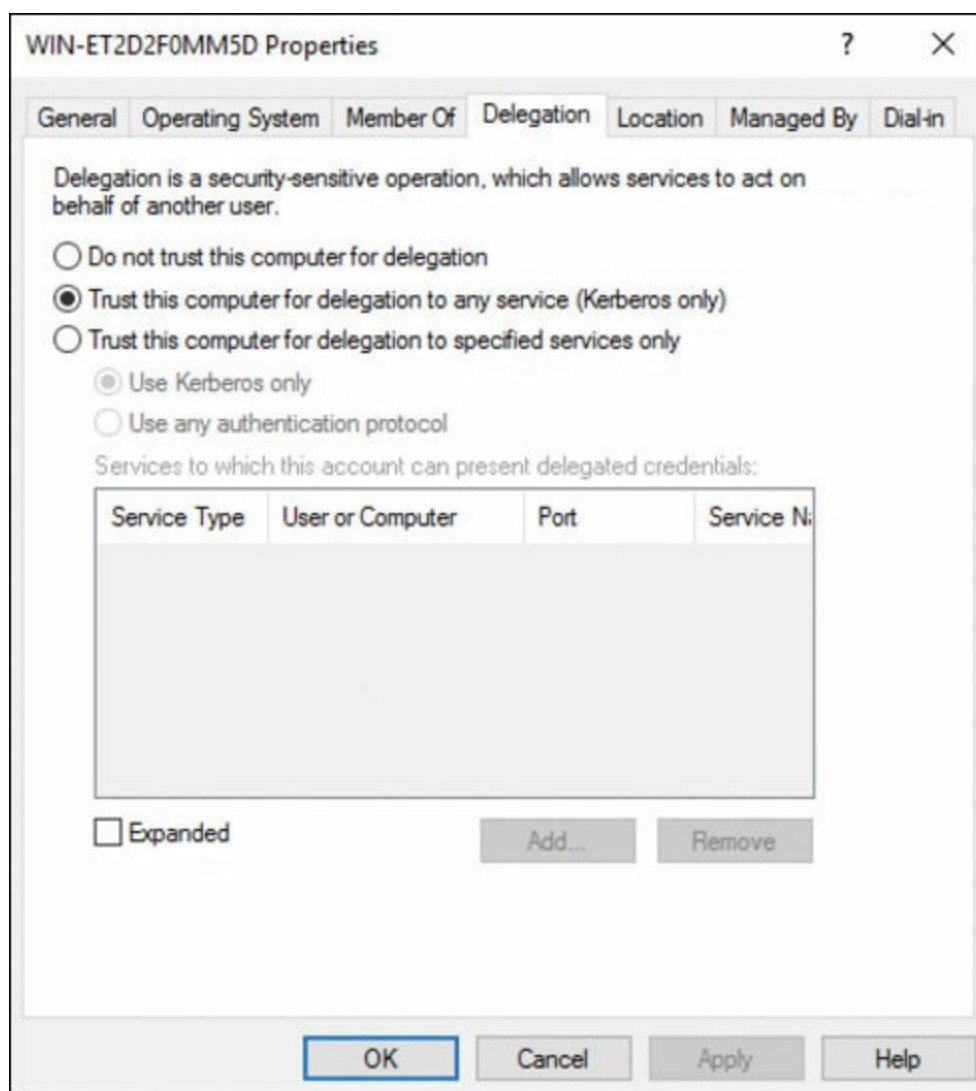 WIN-ET2D2F0MM5D Properties ?
General Operating System Member Of Delegation Location Managed By Dial-in
Delegation is a security-sensitive operation, which allows services to act on
behalf of another user.
Do not trust this computer for delegation
Trust this computer for delegation to any service (Kerberos only)
Trust this computer for delegation to specified services only
Use Kerberos only
Use any authentication protocol
Services to which this account can present delegated credentials:
Service Type User or Computer Port Service Na
Expanded Add... Remove
OK Cancel Apply Help